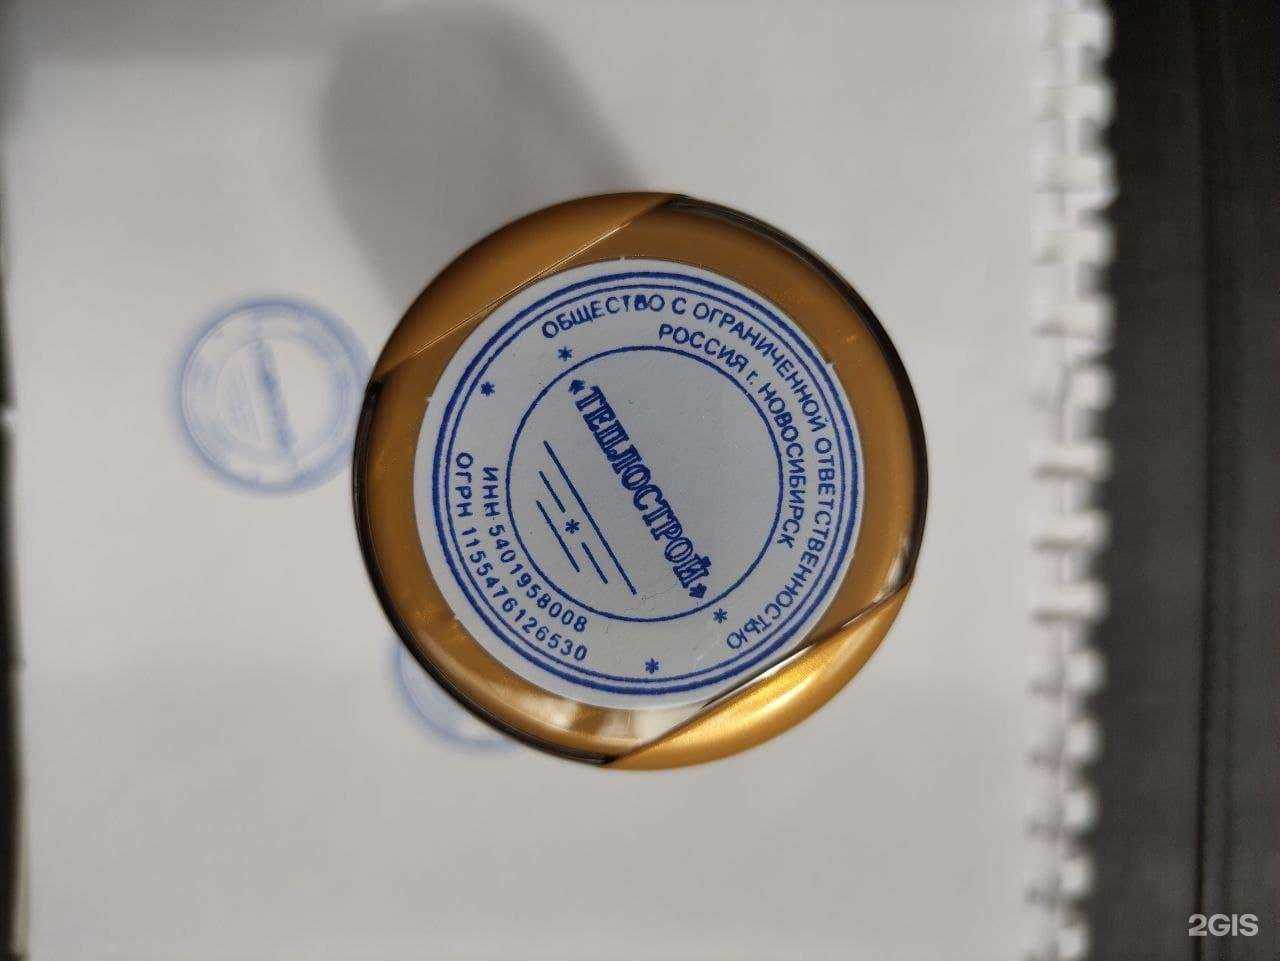 ОБЩЕСТВО С ОГРАНИЧЕННОЙ ОТВЕТСТВЕННОСТЬЮ
РОССИЯ г. НОВОСИБИРСК
«ТЕПЛОСТРОЙ»
ИНН 5401958008
ОГРН 1155476126530
2GIS